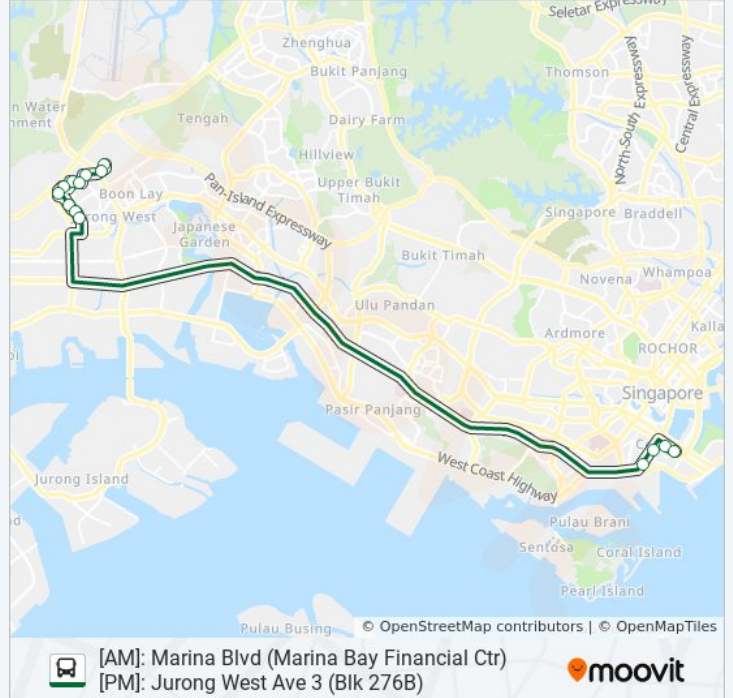 Seletar Expressway
Zhenghua
Bukit Panjang
Thomson
North-South Expressway
Central Expressway
n Water
nment
Tengah
Dairy Farm
Hillview
Upper Bukit
Timah
Boon Lay
Pan-Island Expressway
rong West
Japanese
Garden
Singapore
Braddell
Bukit Timah
Novena
Whampoa
Ulu Pandan
Ardmore
Kalla
ROCHOR
Singapore
Pasir Panjang
West Coast Highway
Jurong Island
Pulau Brani
Sentosa
Coral Island
Pearl Island
Pulau Busing
© OpenStreetMap contributors | © OpenMapTiles
[AM]: Marina Blvd (Marina Bay Financial Ctr)
[PM]: Jurong West Ave 3 (Blk 276B)
moovit